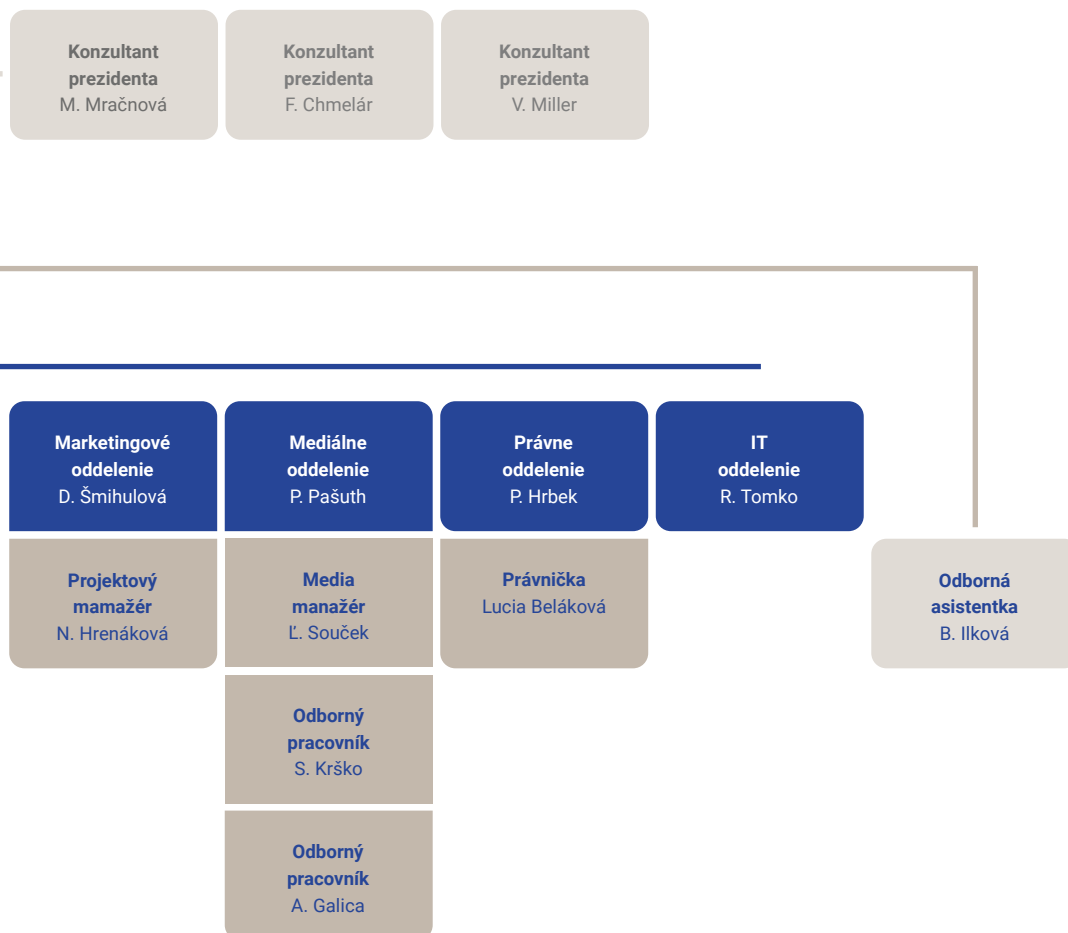 Konzultant
prezidenta
M. Mračnová
Konzultant
prezidenta
F. Chmelár
Konzultant
prezidenta
V. Miller
Marketingové
oddelenie
D. Šmihulová
Mediálne
oddelenie
P. Pašuth
Právne
oddelenie
P. Hrbek
IT
oddelenie
R. Tomko
Projektový
mamažér
N. Hrenáková
Media
manažér
Ľ. Souček
Právnička
Lucia Beláková
Odborná
asistentka
B. Ilková
Odborný
pracovník
S. Krško
Odborný
pracovník
A. Galica